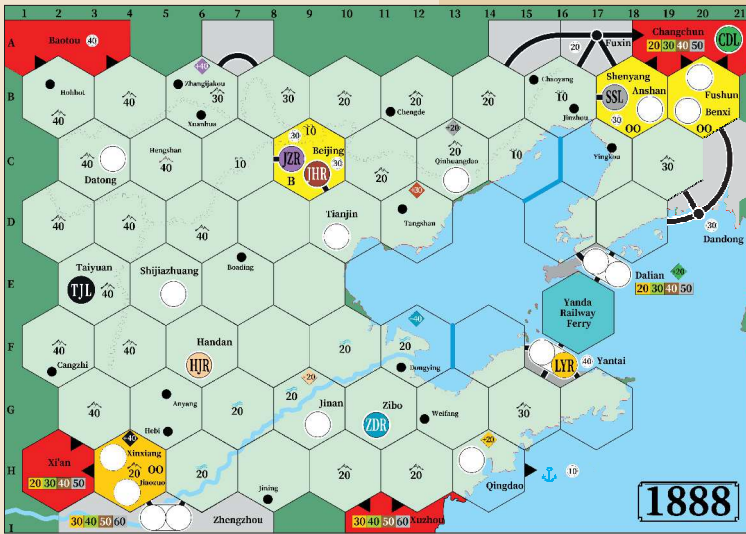 1 2 3 4 5 6 7 8 9 10 11 12 13 14 15 16 17 18 19 20 21
A
Baotou 40
20
Fuxin
Changchun
20 30 40 50
CDL
B
Hohhot
40
40
+40
Zhangjiakou
Xuanhua
30
30
20
Chengde
20
20
Chaoyang
10
Jinzhou
Shenyang
Anshan
SSL
30
OO
Fushun
Benxi
OO
C
40
Datong
Hengshan
40
10
30
10
JZR
Beijing
JHR
30
B
20
+20
20
Qinhuangdao
10
Yingkou
30
D
40
40
40
Tianjin
+30
Tangshan
Dandong
30
E
Taiyuan
TJL
40
Shijiazhuang
Boading
Dalian
+20
20 30 40 50
Yanda
Railway
Ferry
F
40
Cangzhi
40
Handan
HJR
20
20
+40
Dongying
LYR
40
Yantai
G
40
Anyang
Hebi
20
+20
Jinan
Zibo
ZDR
Weifang
30
H
Xi'an
20 30 40 50
+40
Xinxiang
OO
20
Jiaozuo
20
Jining
20
20
+20
Qingdao
10
I
30 40 50 60
Zhengzhou
30 40 50 60
Xuzhou
1888